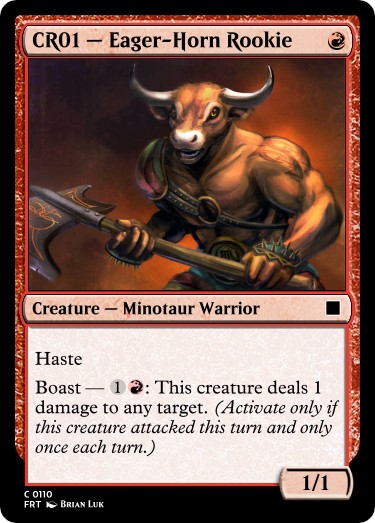 CR01 — Eager-Horn Rookie
Creature — Minotaur Warrior
Haste
Boast — 1 : This creature deals 1
damage to any target. (Activate only if
this creature attacked this turn and only
once each turn.)
1/1
C 0110
FRT Brian Luk